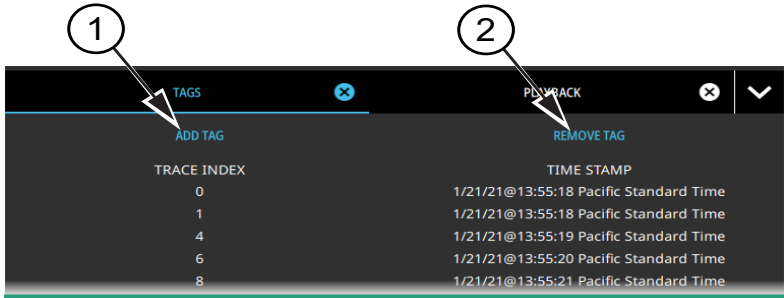 1 2
TAGS PLAYBACK
ADD TAG REMOVE TAG
TRACE INDEX TIME STAMP
0 1/21/21@13:55:18 Pacific Standard Time
1 1/21/21@13:55:18 Pacific Standard Time
4 1/21/21@13:55:19 Pacific Standard Time
6 1/21/21@13:55:20 Pacific Standard Time
8 1/21/21@13:55:21 Pacific Standard Time